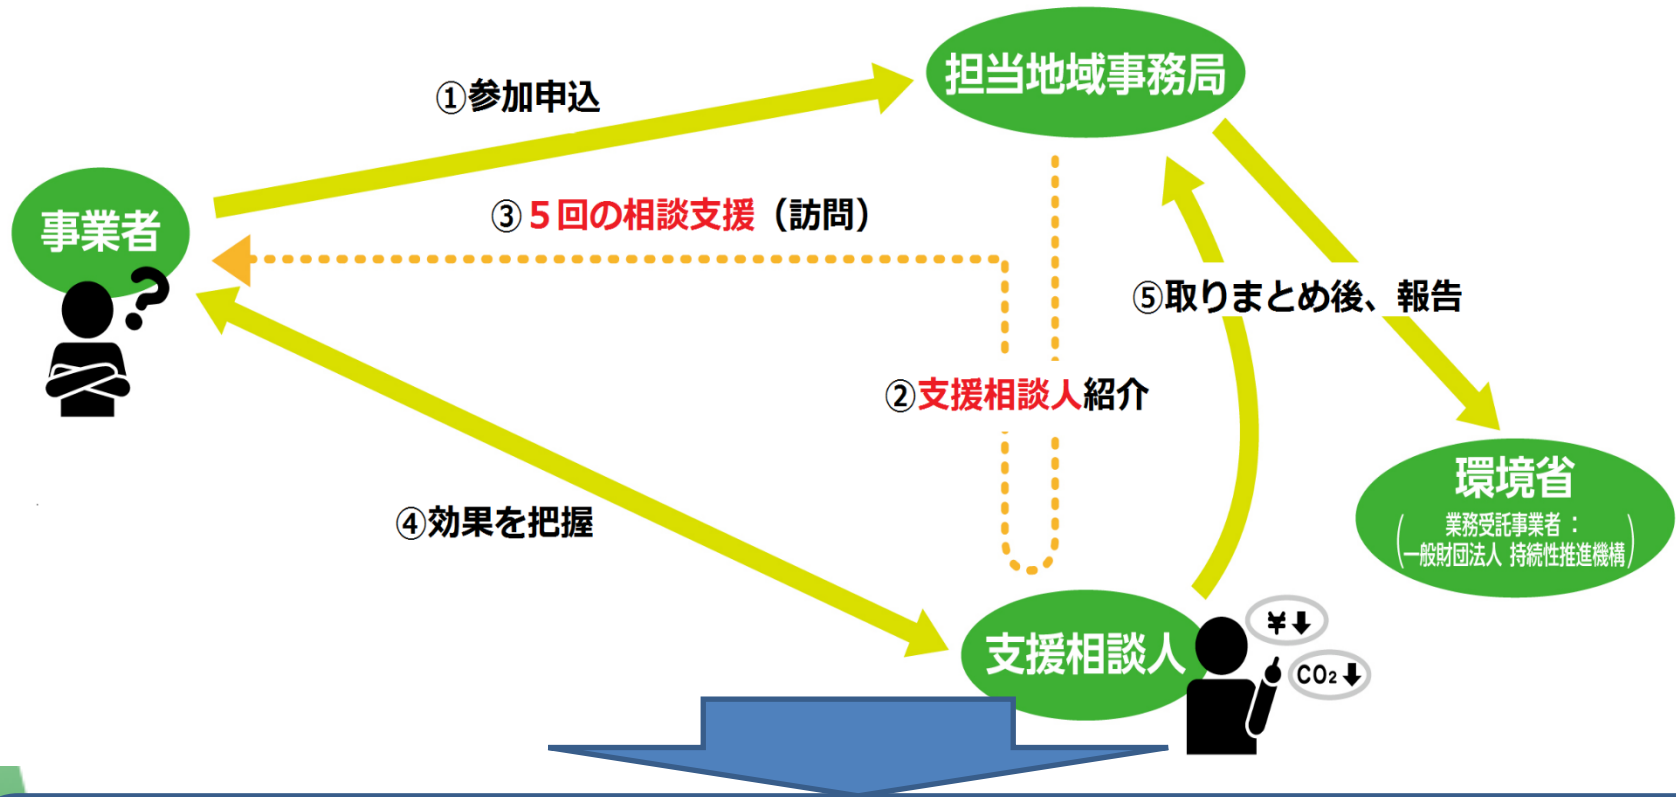 担当地域事務局
①参加申込
事業者
③５回の相談支援（訪問）
?
⑤取りまとめ後、報告
②支援相談人紹介
環境省
（業務受託事業者：
一般財団法人 持続性推進機構）
④効果を把握
支援相談人
¥⬇
CO₂⬇